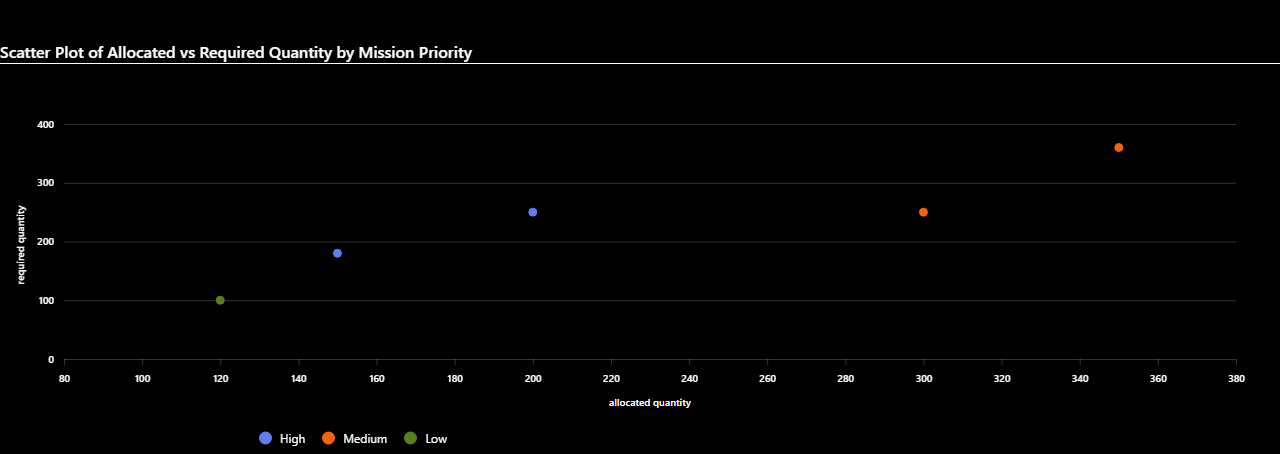 Scatter Plot of Allocated vs Required Quantity by Mission Priority
400
300
200
100
0
required quantity
80 100 120 140 160 180 200 220 240 260 280 300 320 340 360 380
allocated quantity
High Medium Low